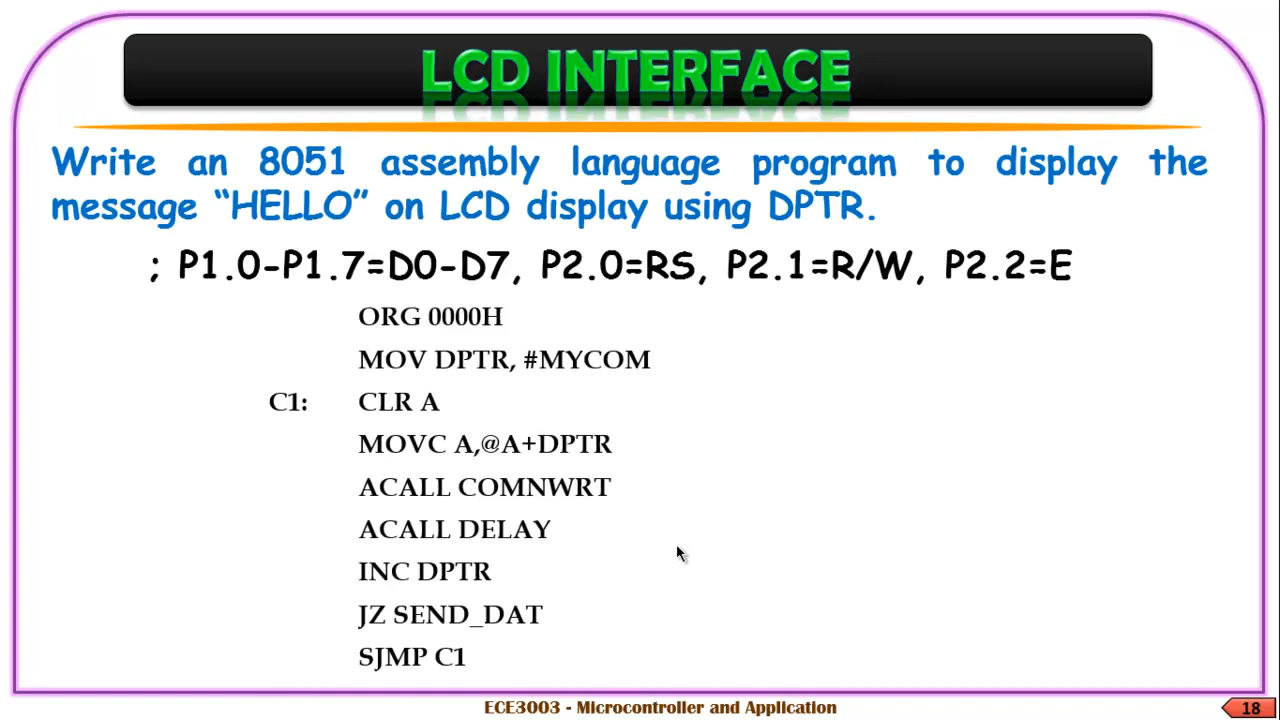 LCD INTERFACE
Write an 8051 assembly language program to display the
message “HELLO” on LCD display using DPTR.
; P1.0-P1.7=D0-D7, P2.0=RS, P2.1=R/W, P2.2=E
ORG 0000H
MOV DPTR, #MYCOM
C1: CLR A
MOVC A,@A+DPTR
ACALL COMNWRT
ACALL DELAY
INC DPTR
JZ SEND_DAT
SJMP C1
ECE3003 - Microcontroller and Application
18